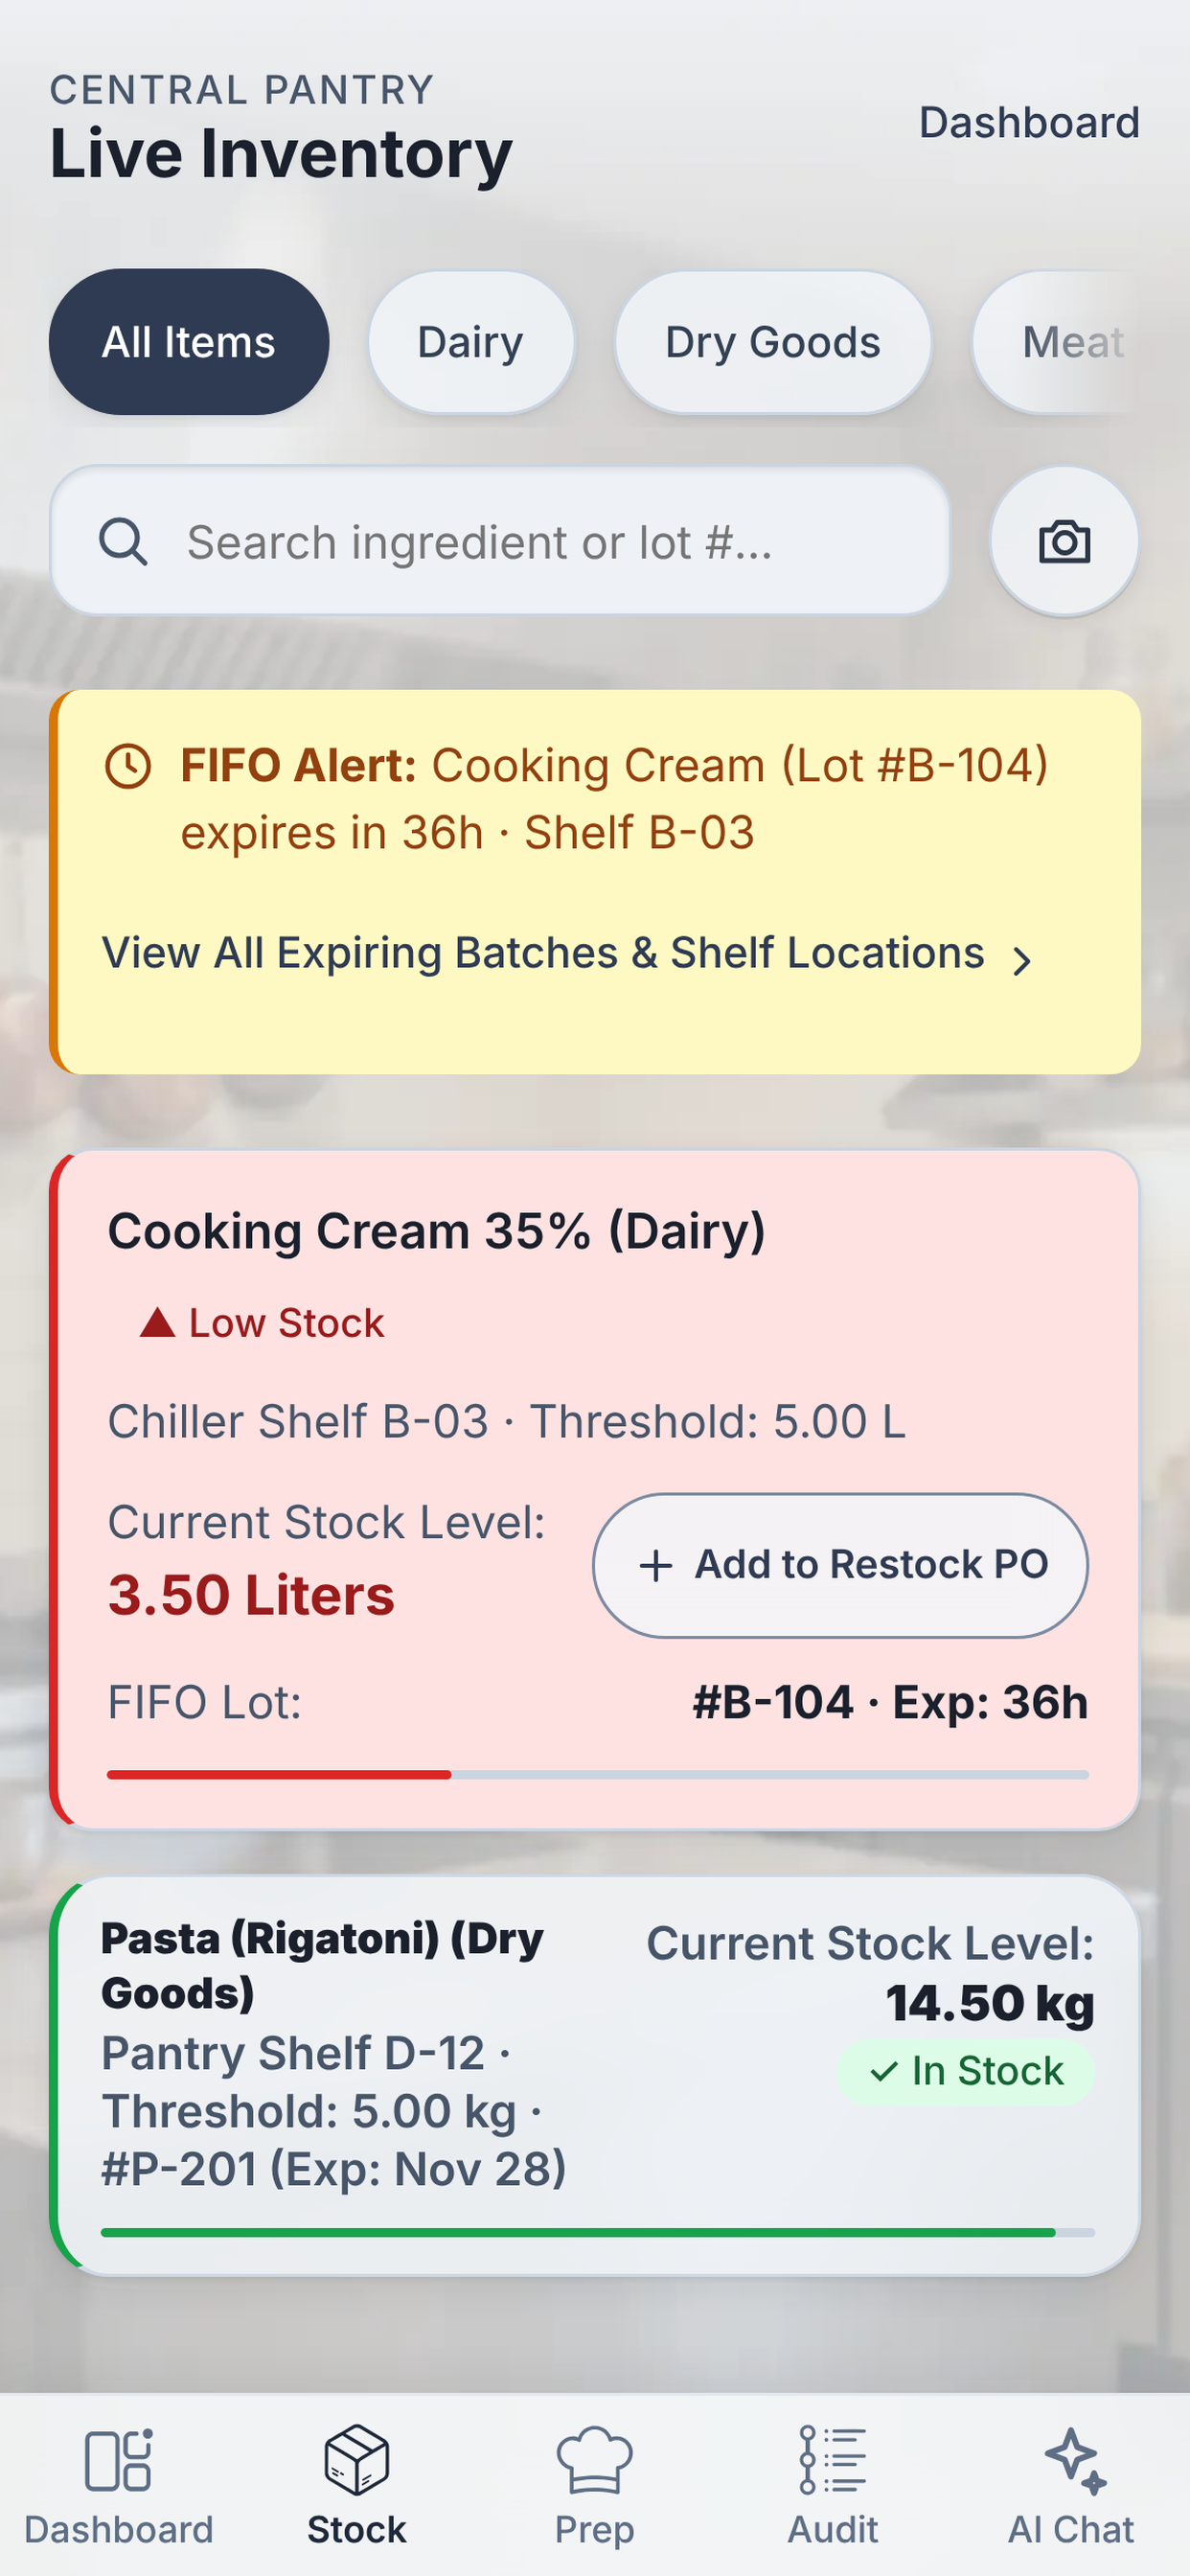 CENTRAL PANTRY
Live Inventory
Dashboard
All Items
Dairy
Dry Goods
Meat
Search ingredient or lot #...
FIFO Alert: Cooking Cream (Lot #B-104)
expires in 36h · Shelf B-03
View All Expiring Batches & Shelf Locations
Cooking Cream 35% (Dairy)
Low Stock
Chiller Shelf B-03 · Threshold: 5.00 L
Current Stock Level:
3.50 Liters
+ Add to Restock PO
FIFO Lot:
#B-104 · Exp: 36h
Pasta (Rigatoni) (Dry
Goods)
Pantry Shelf D-12 ·
Threshold: 5.00 kg ·
#P-201 (Exp: Nov 28)
Current Stock Level:
14.50 kg
✓ In Stock
Dashboard
Stock
Prep
Audit
AI Chat